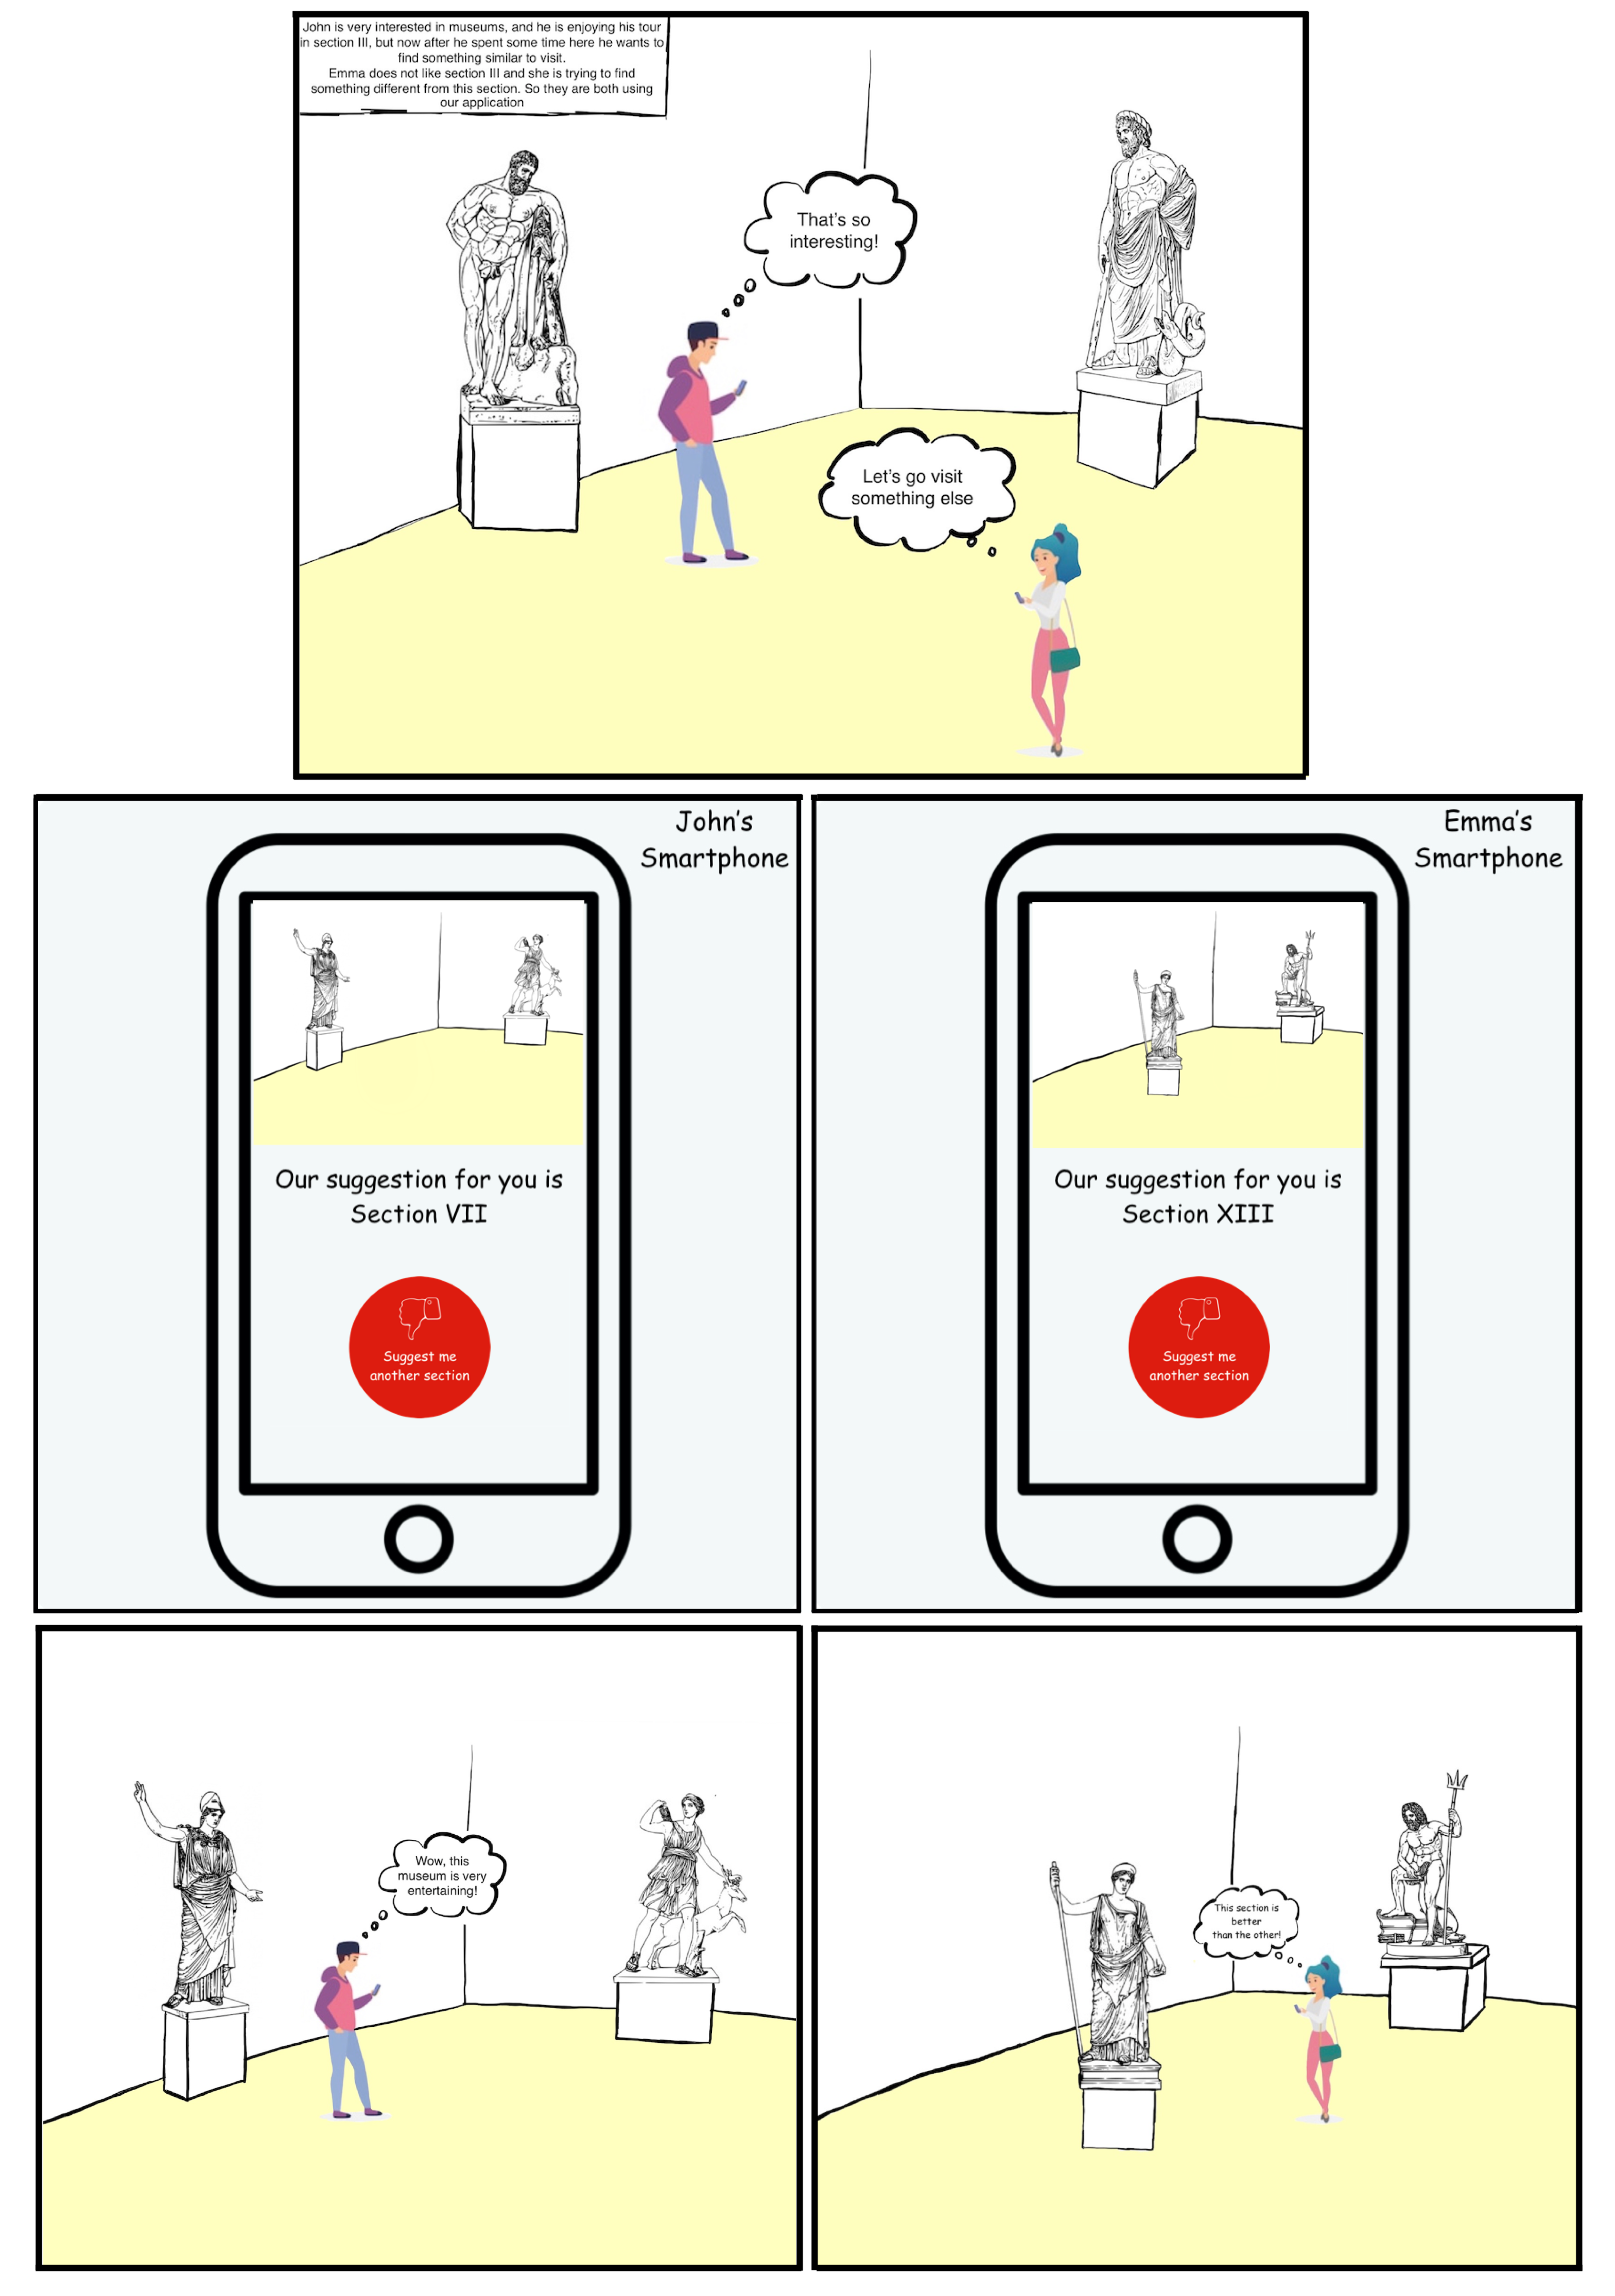 John is very interested in museums, and he is enjoying his tour
in section III, but now after he spent some time here he wants to
find something similar to visit.
Emma does not like section III and she is trying to find
something different from this section. So they are both using
our application
That's so
interesting!
Let's go visit
something else
John's
Smartphone
Our suggestion for you is
Section VII
Suggest me
another section
Emma's
Smartphone
Our suggestion for you is
Section XIII
Suggest me
another section
Wow, this
museum is very
entertaining!
This section is
better
than the other!